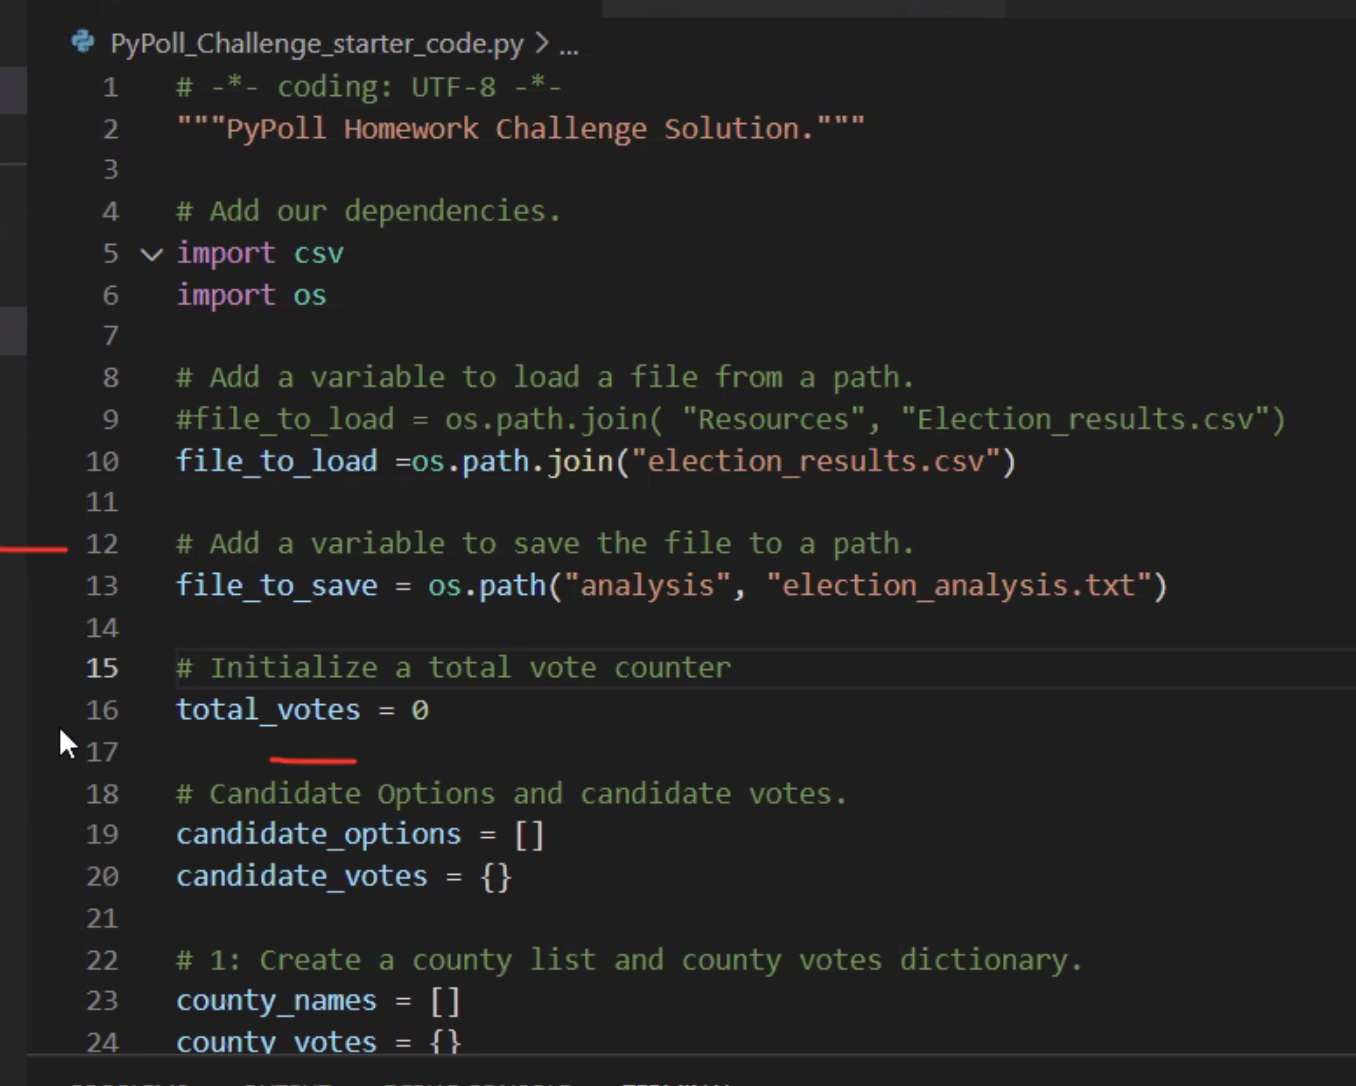 PyPoll_Challenge_starter_code.py > ...
1 # -*- coding: UTF-8 -*-
2 """PyPoll Homework Challenge Solution."""
3
4 # Add our dependencies.
5 import csv
6 import os
7
8 # Add a variable to load a file from a path.
9 #file_to_load = os.path.join( "Resources", "Election_results.csv")
10 file_to_load =os.path.join("election_results.csv")
11
12 # Add a variable to save the file to a path.
13 file_to_save = os.path("analysis", "election_analysis.txt")
14
15 # Initialize a total vote counter
16 total_votes = 0
17
18 # Candidate Options and candidate votes.
19 candidate_options = []
20 candidate_votes = {}
21
22 # 1: Create a county list and county votes dictionary.
23 county_names = []
24 county_votes = {}